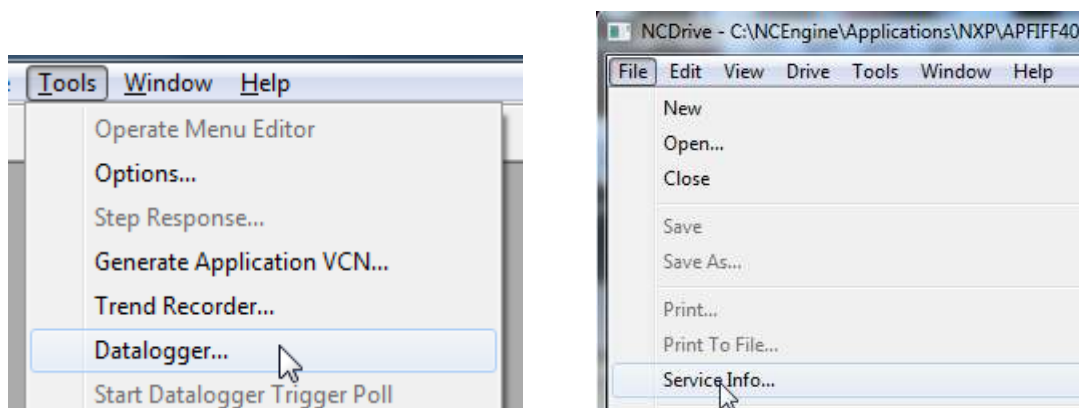 Tools Window Help
Operate Menu Editor
Options...
Step Response...
Generate Application VCN...
Trend Recorder...
Datalogger...
Start Datalogger Trigger Poll
NCDrive - C:\NCEngine\Applications\NXP\APFIFF40
File Edit View Drive Tools Window Help
New
Open...
Close
Save
Save As...
Print...
Print To File...
Service Info...